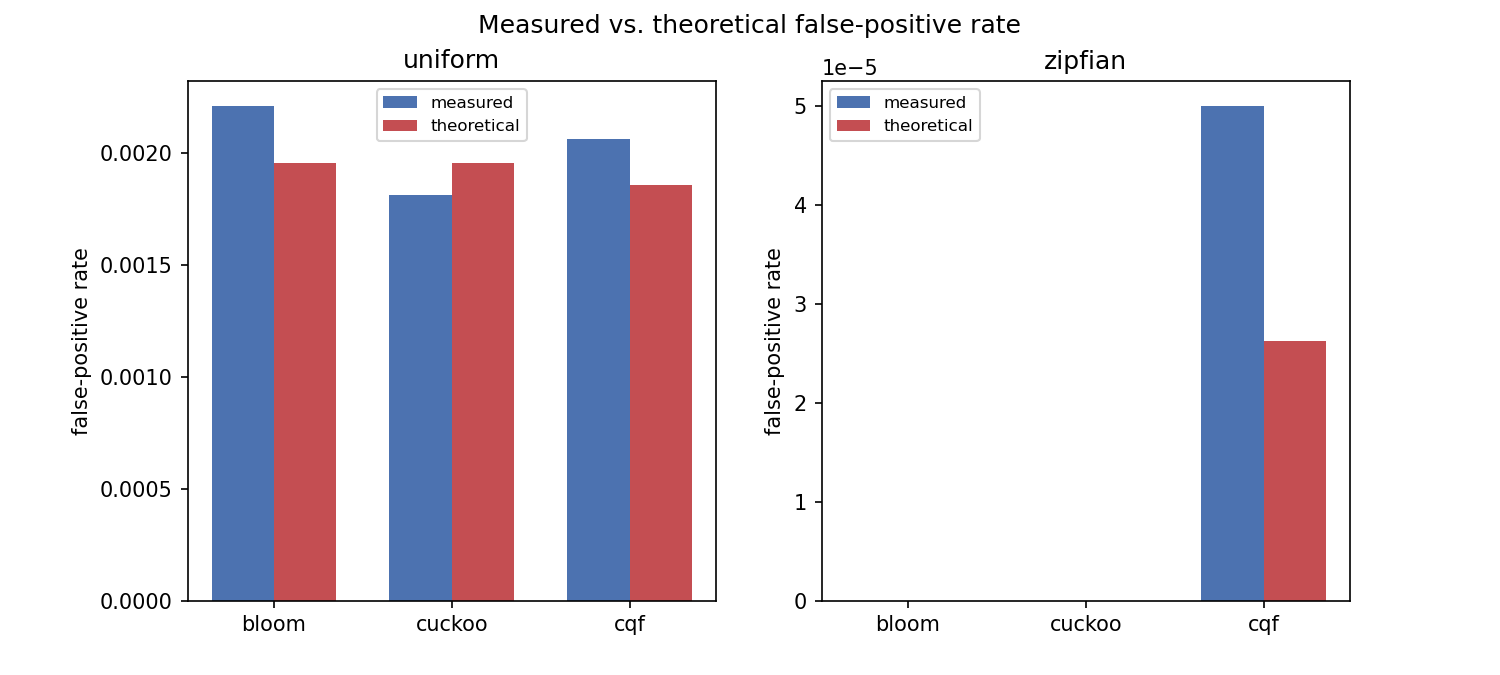 Measured vs. theoretical false-positive rate
uniform
measured
theoretical
false-positive rate
0.0020
0.0015
0.0010
0.0005
0.0000
bloom cuckoo cqf
zipfian
1e−5
measured
theoretical
false-positive rate
5
4
3
2
1
0
bloom cuckoo cqf